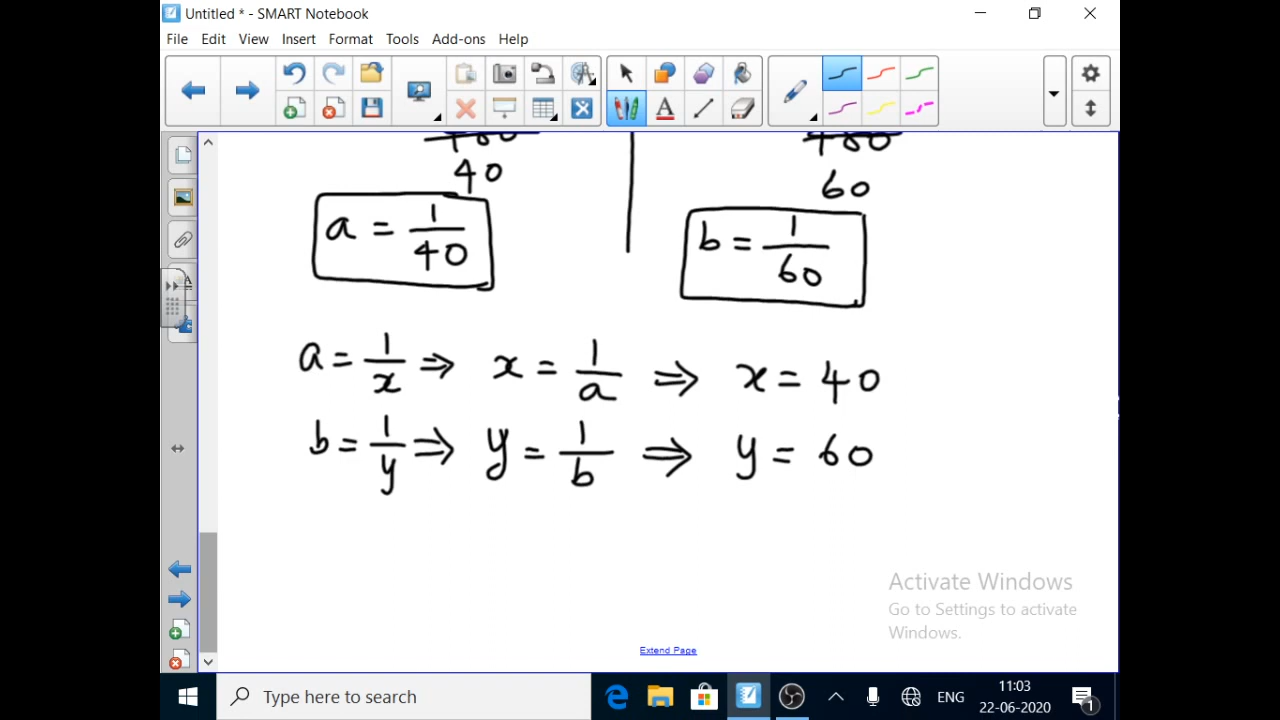 Untitled * - SMART Notebook
File Edit View Insert Format Tools Add-ons Help
40
60
a = 1/40
b = 1/60
a = 1/x ⇒ x = 1/a ⇒ x = 40
b = 1/y ⇒ y = 1/b ⇒ y = 60
Activate Windows
Go to Settings to activate
Windows.
Extend Page
Type here to search
ENG
11:03
22-06-2020
1